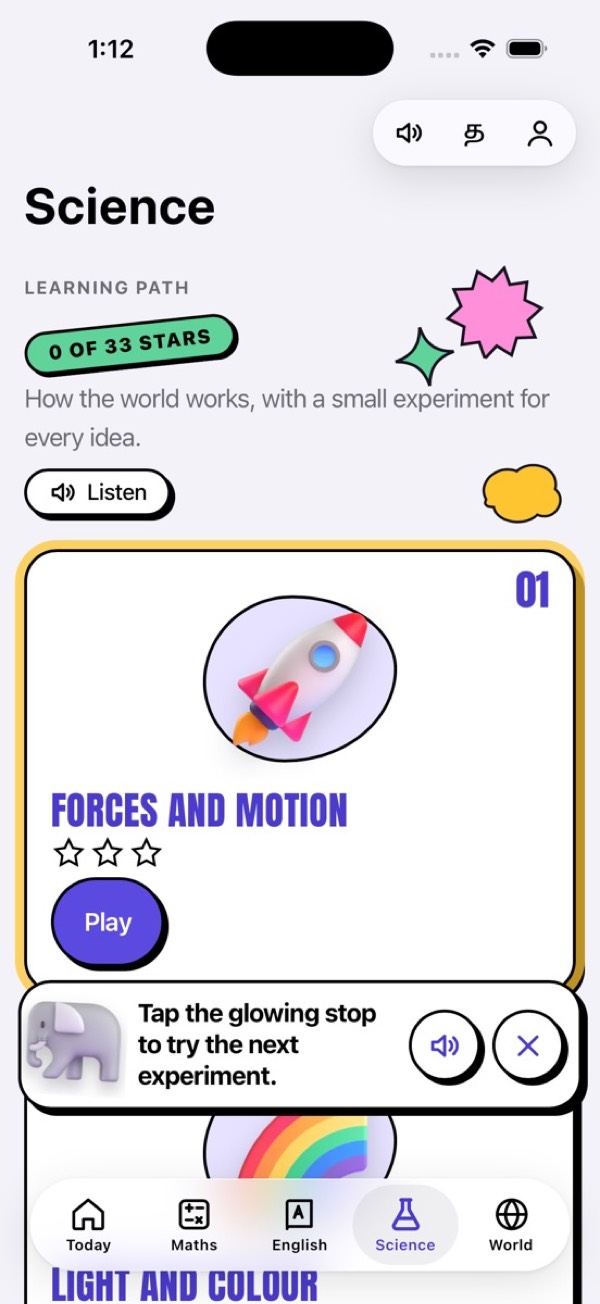 1:12
த
Science
LEARNING PATH
0 OF 33 STARS
How the world works, with a small experiment for
every idea.
Listen
01
FORCES AND MOTION
Play
Tap the glowing stop
to try the next
experiment.
Today
Maths
A
English
Science
World
LIGHT AND COLOUR